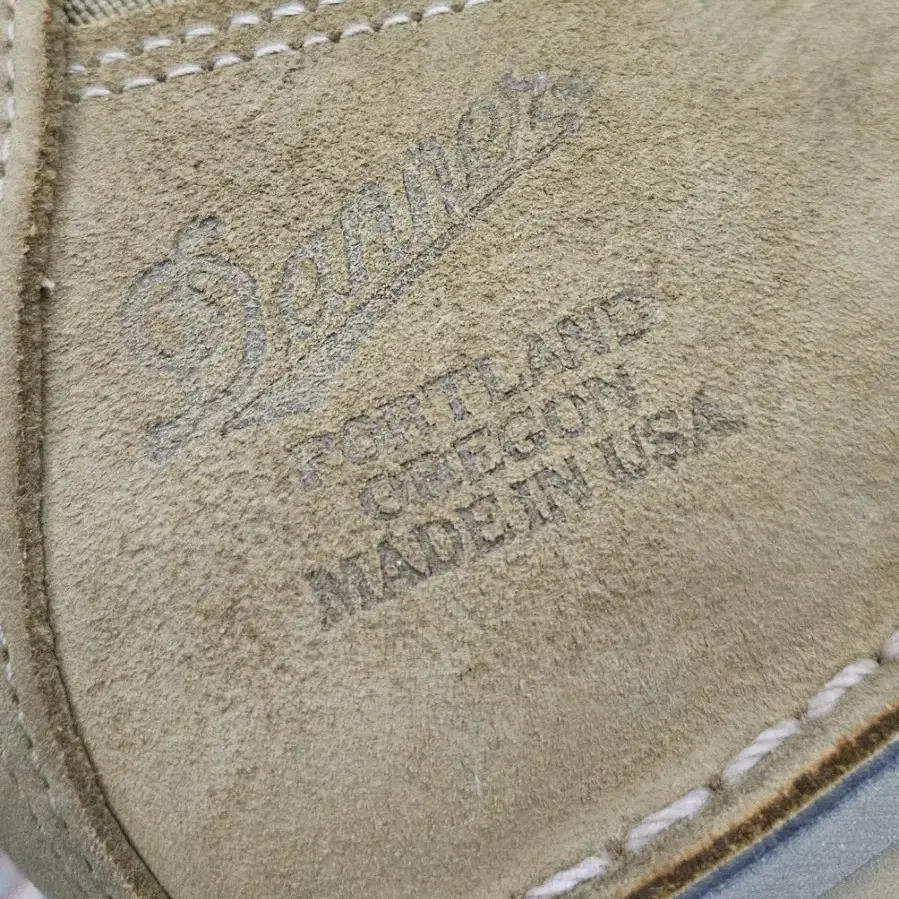 Danner
PORTLAND
OREGON
MADE IN USA